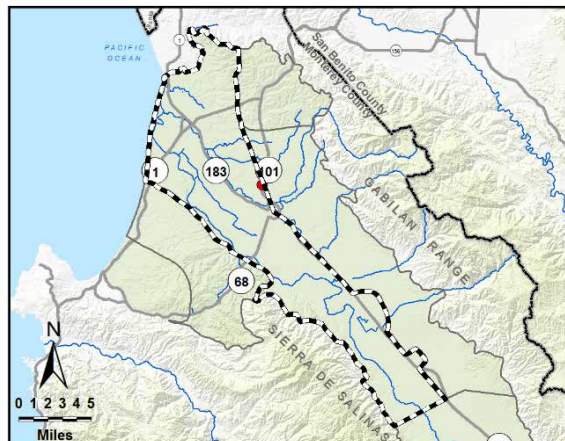 1
156
PACIFIC
OCEAN
San Benito County
Monterey County
1
183
101
GABILAN RANGE
68
SIERRA DE SALINAS
N
0 1 2 3 4 5
Miles